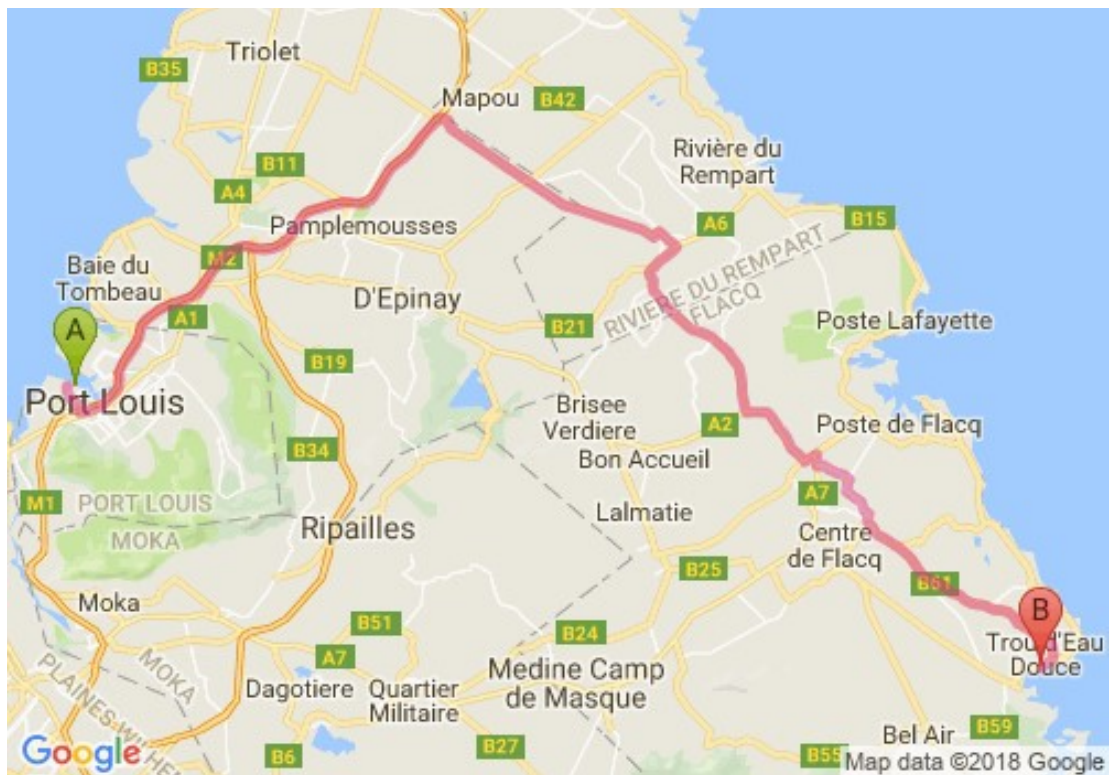 Triolet
B35
Mapou
B42
Rivière du
Rempart
B11
A4
Pamplemousses
A6
B15
M2
Baie du
Tombeau
D'Epinay
RIVIERE DU REMPART
FLACQ
A1
B21
Poste Lafayette
A
Port Louis
B19
Brisee
Verdiere
A2
Poste de Flacq
B34
Bon Accueil
M1
PORT LOUIS
MOKA
Ripailles
Lalmatie
A7
Centre
de Flacq
B25
B61
Moka
B51
B24
B
Trou d'Eau
Douce
A7
MOKA
Dagotiere
Quartier
Militaire
Medine Camp
de Masque
PLAINES-WILHEM
B59
Bel Air
Google
B6
B27
B55
Map data ©2018 Google